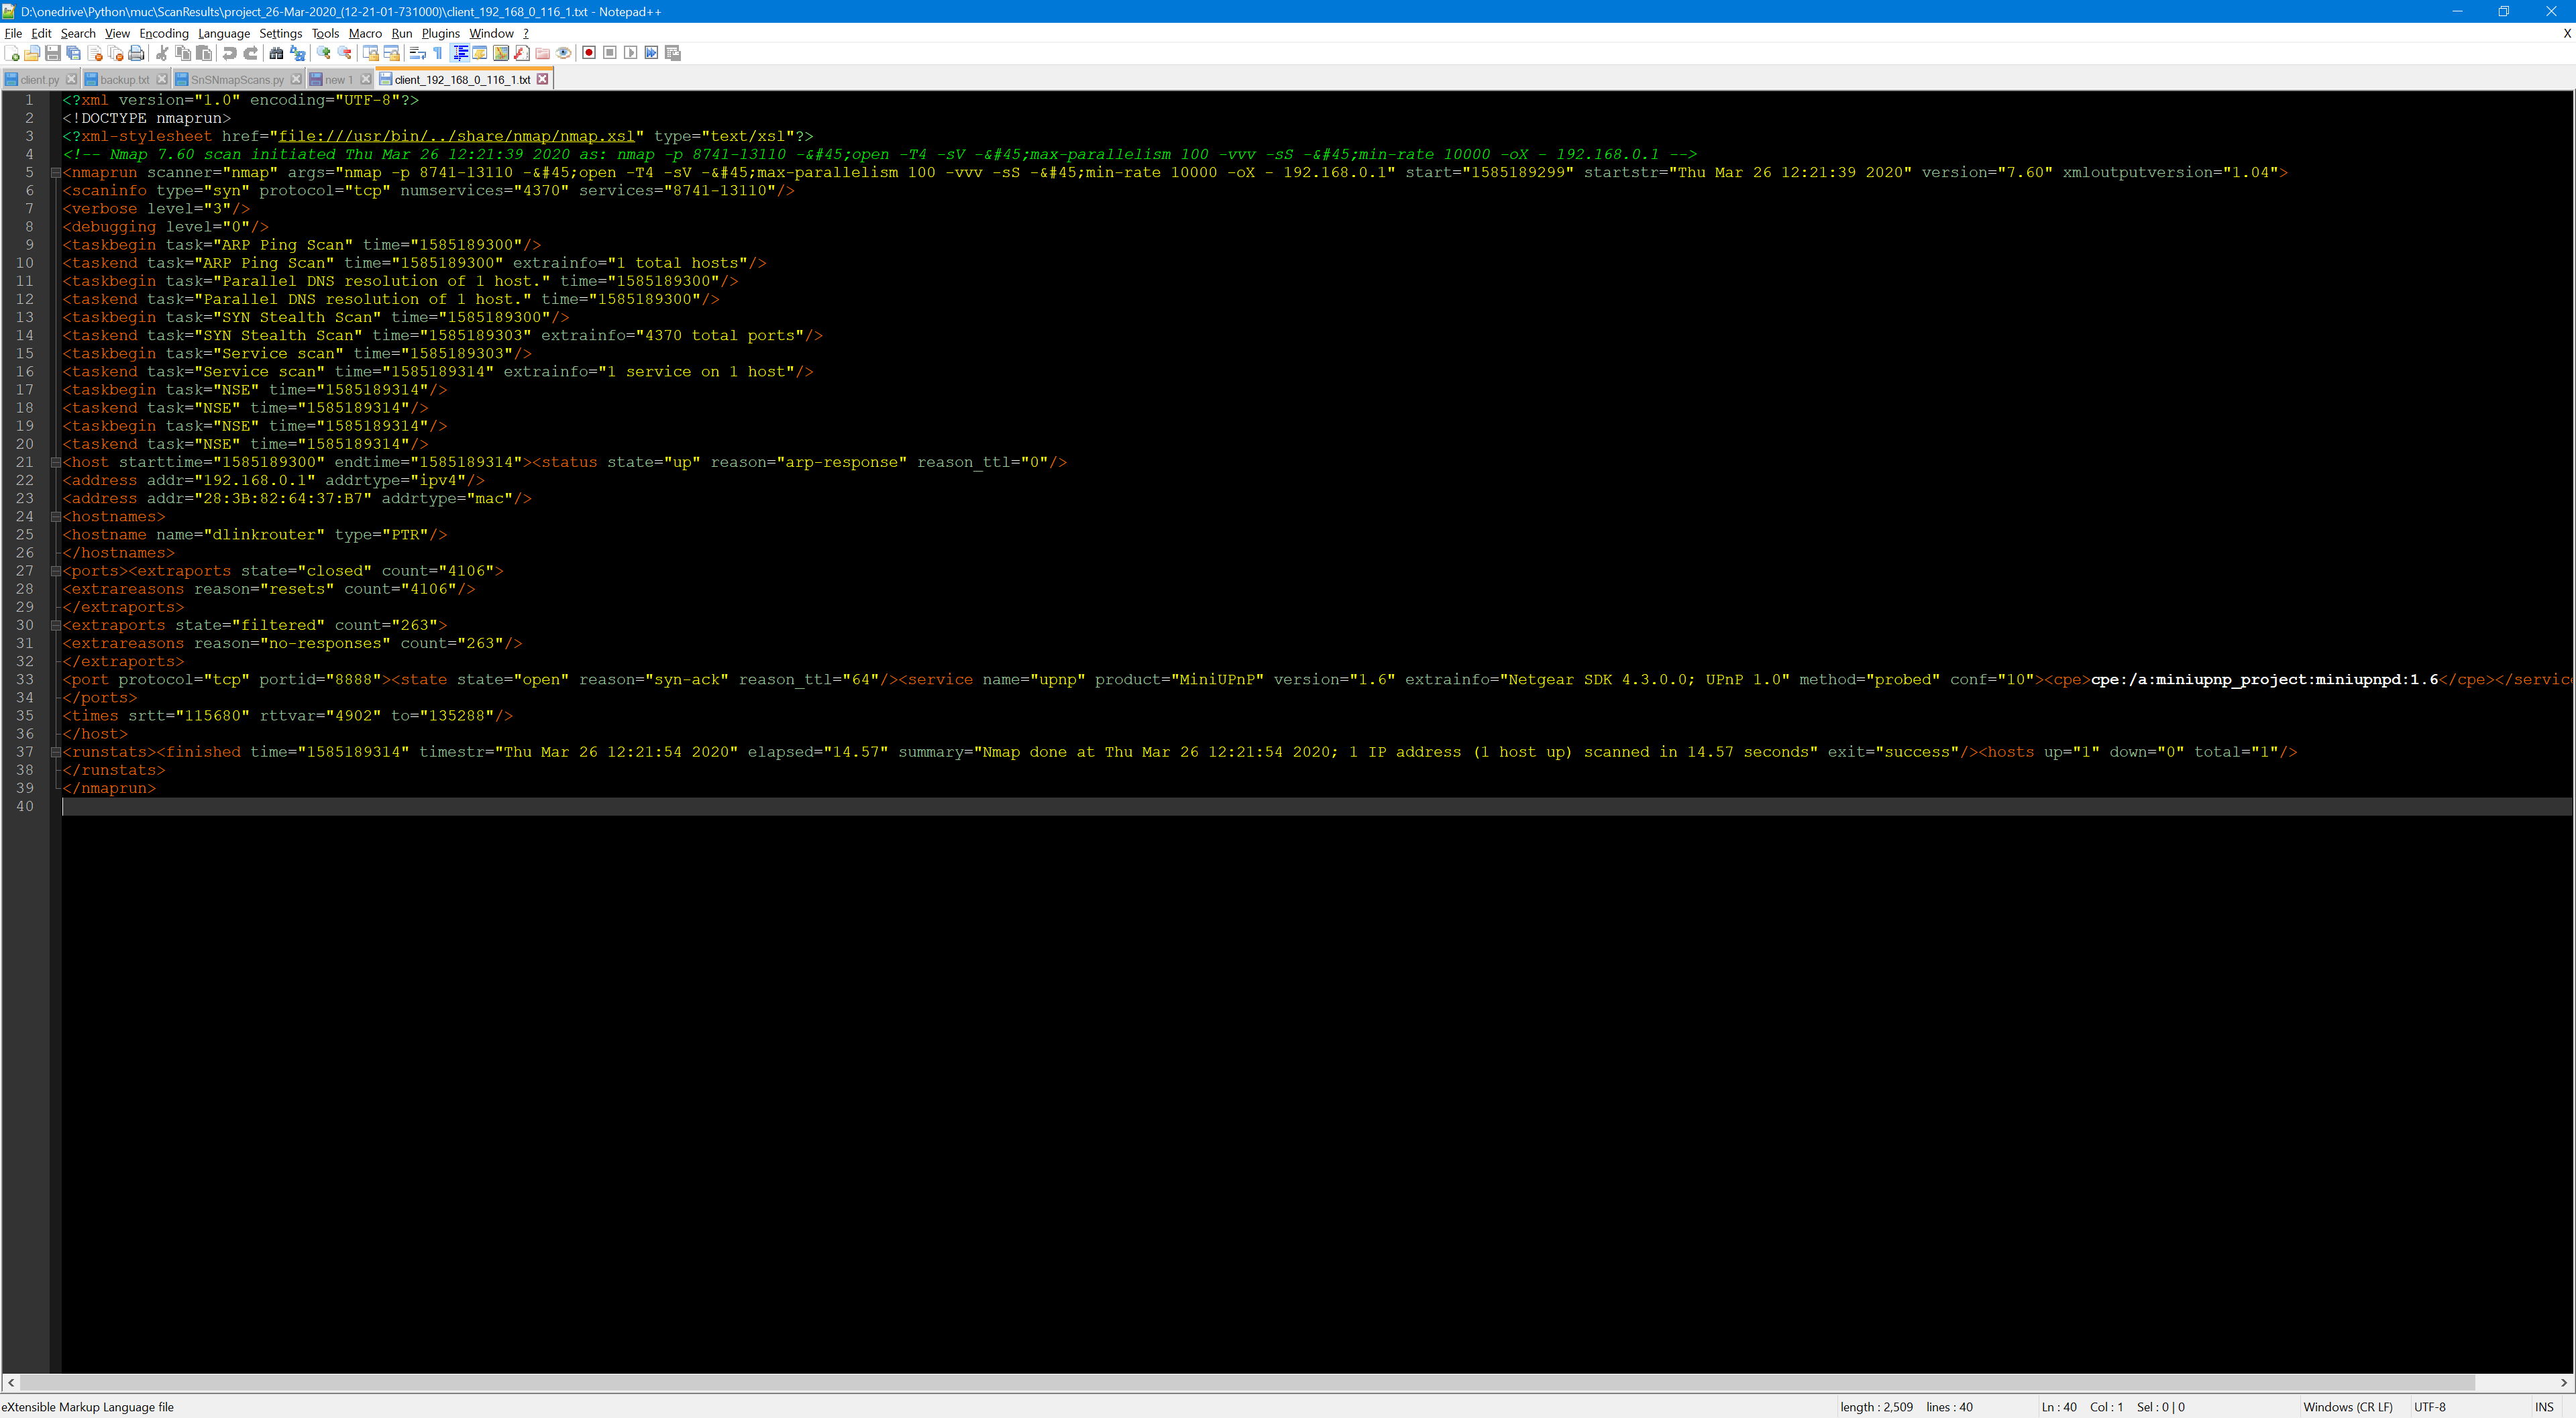 D:\onedrive\Python\muc\ScanResults\project_26-Mar-2020_(12-21-01-731000)\client_192_168_0_116_1.txt - Notepad++
File Edit Search View Encoding Language Settings Tools Macro Run Plugins Window ? X
client.py backup.txt SnSNmapScans.py new 1 client_192_168_0_116_1.txt
1 <?xml version="1.0" encoding="UTF-8"?>
2 <!DOCTYPE nmaprun>
3 <?xml-stylesheet href="file:///usr/bin/../share/nmap/nmap.xsl" type="text/xsl"?>
4 <!-- Nmap 7.60 scan initiated Thu Mar 26 12:21:39 2020 as: nmap -p 8741-13110 -&#45;open -T4 -sV -&#45;max-parallelism 100 -vvv -sS -&#45;min-rate 10000 -oX - 192.168.0.1 -->
5 <nmaprun scanner="nmap" args="nmap -p 8741-13110 -&#45;open -T4 -sV -&#45;max-parallelism 100 -vvv -sS -&#45;min-rate 10000 -oX - 192.168.0.1" start="1585189299" startstr="Thu Mar 26 12:21:39 2020" version="7.60" xmloutputversion="1.04">
6 <scaninfo type="syn" protocol="tcp" numservices="4370" services="8741-13110"/>
7 <verbose level="3"/>
8 <debugging level="0"/>
9 <taskbegin task="ARP Ping Scan" time="1585189300"/>
10 <taskend task="ARP Ping Scan" time="1585189300" extrainfo="1 total hosts"/>
11 <taskbegin task="Parallel DNS resolution of 1 host." time="1585189300"/>
12 <taskend task="Parallel DNS resolution of 1 host." time="1585189300"/>
13 <taskbegin task="SYN Stealth Scan" time="1585189300"/>
14 <taskend task="SYN Stealth Scan" time="1585189303" extrainfo="4370 total ports"/>
15 <taskbegin task="Service scan" time="1585189303"/>
16 <taskend task="Service scan" time="1585189314" extrainfo="1 service on 1 host"/>
17 <taskbegin task="NSE" time="1585189314"/>
18 <taskend task="NSE" time="1585189314"/>
19 <taskbegin task="NSE" time="1585189314"/>
20 <taskend task="NSE" time="1585189314"/>
21 <host starttime="1585189300" endtime="1585189314"><status state="up" reason="arp-response" reason_ttl="0"/>
22 <address addr="192.168.0.1" addrtype="ipv4"/>
23 <address addr="28:3B:82:64:37:B7" addrtype="mac"/>
24 <hostnames>
25 <hostname name="dlinkrouter" type="PTR"/>
26 </hostnames>
27 <ports><extraports state="closed" count="4106">
28 <extrareasons reason="resets" count="4106"/>
29 </extraports>
30 <extraports state="filtered" count="263">
31 <extrareasons reason="no-responses" count="263"/>
32 </extraports>
33 <port protocol="tcp" portid="8888"><state state="open" reason="syn-ack" reason_ttl="64"/><service name="upnp" product="MiniUPnP" version="1.6" extrainfo="Netgear SDK 4.3.0.0; UPnP 1.0" method="probed" conf="10"><cpe>cpe:/a:miniupnp_project:miniupnpd:1.6</cpe></servic
34 </ports>
35 <times srtt="115680" rttvar="4902" to="135288"/>
36 </host>
37 <runstats><finished time="1585189314" timestr="Thu Mar 26 12:21:54 2020" elapsed="14.57" summary="Nmap done at Thu Mar 26 12:21:54 2020; 1 IP address (1 host up) scanned in 14.57 seconds" exit="success"/><hosts up="1" down="0" total="1"/>
38 </runstats>
39 </nmaprun>
40
eXtensible Markup Language file length : 2,509 lines : 40 Ln : 40 Col : 1 Sel : 0 | 0 Windows (CR LF) UTF-8 INS